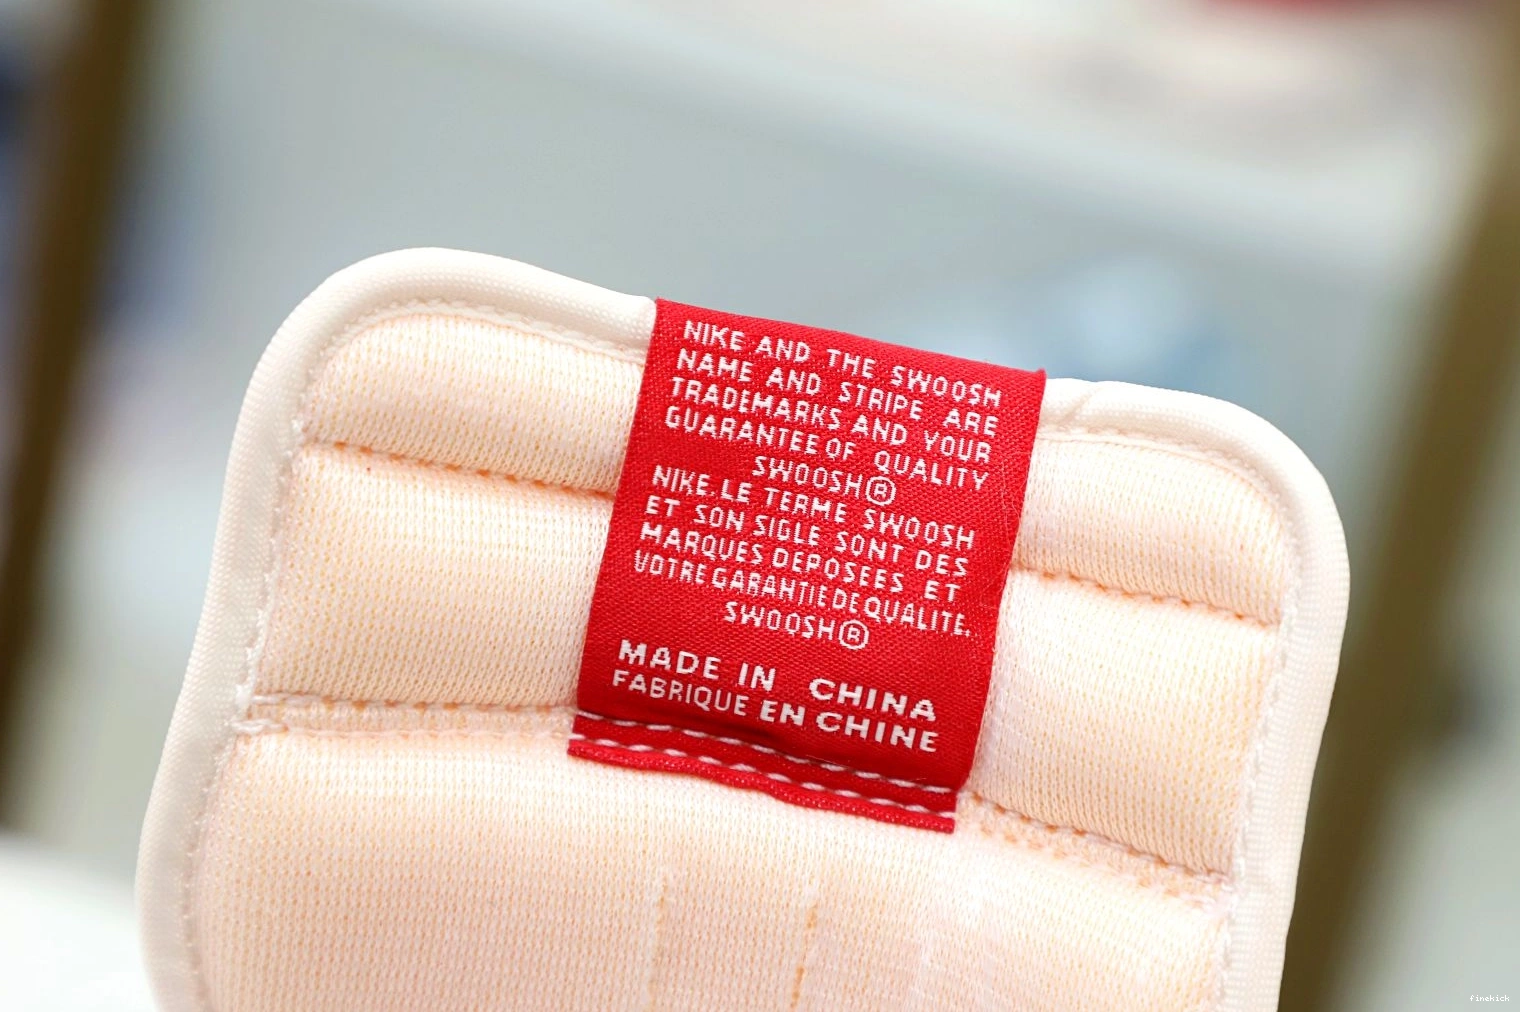 NIKE AND THE SWOOSH
NAME AND STRIPE ARE
TRADEMARKS AND YOUR
GUARANTEE OF QUALITY
SWOOSH®
NIKE, LE TERME SWOOSH
ET SON SIGLE SONT DES
MARQUES DEPOSEES ET
VOTRE GARANTIE DE QUALITE.
SWOOSH®
MADE IN CHINA
FABRIQUE EN CHINE
finekick